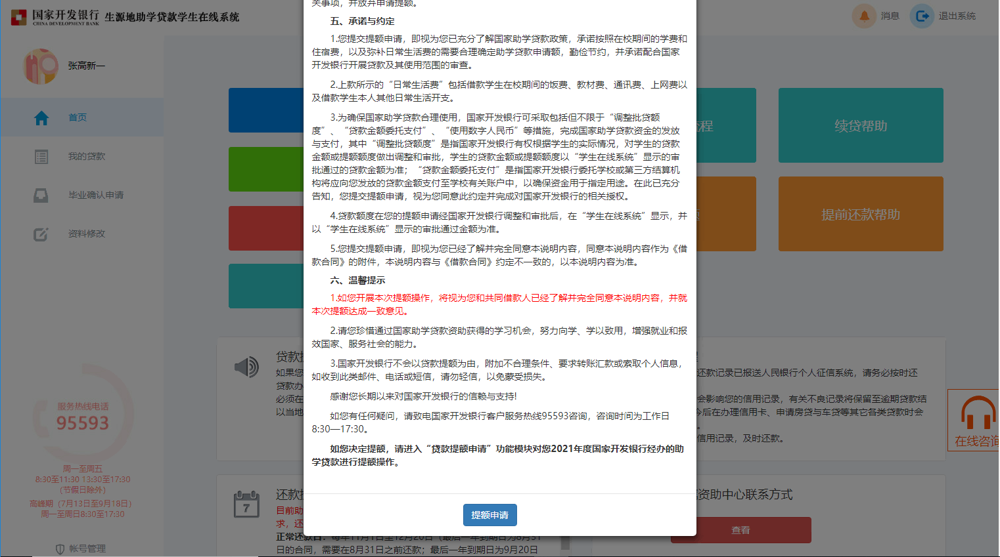 国家开发银行
CHINA DEVELOPMENT BANK
生源地助学贷款学生在线系统
消息
退出系统
张高新一
首页
我的贷款
毕业确认申请
资料修改
服务热线电话
95593
周一至周五
8:30至11:30 13:30至17:30
(节假日除外)
高峰期（7月13日至9月18日）
周一至周日8:30至17:30
帐号管理
关事项，并放弃申请提额。
五、承诺与约定
1.您提交提额申请，即视为您已充分了解国家助学贷款政策，承诺按照在校期间的学费和
住宿费，以及弥补日常生活费的需要合理确定助学贷款申请额，勤俭节约，并承诺配合国家
开发银行开展贷款及其使用范围的审查。
2.上款所示的“日常生活费”包括借款学生在校期间的饭费、教材费、通讯费、上网费以
及借款学生本人其他日常生活开支。
3.为确保国家助学贷款合理使用，国家开发银行可采取包括但不限于“调整批贷额
度”、“贷款金额委托支付”、“使用数字人民币”等措施，完成国家助学贷款资金的发放
与支付，其中“调整批贷额度”是指国家开发银行有权根据学生的实际情况，对学生的贷款
金额或提额额度做出调整和审批，学生的贷款金额或提额额度以“学生在线系统”显示的审
批通过的贷款金额为准；“贷款金额委托支付”是指国家开发银行委托学校或第三方结算机
构将应向您发放的贷款金额支付至学校有关账户中，以确保资金用于指定用途。在此已充分
告知，您提交提额申请，视为您同意此约定并完成对国家开发银行的相关授权。
4.贷款额度在您的提额申请经国家开发银行调整和审批后，在“学生在线系统”显示，并
以“学生在线系统”显示的审批通过金额为准。
5.您提交提额申请，即视为您已经了解并完全同意本说明内容，同意本说明内容作为《借
款合同》的附件，本说明内容与《借款合同》约定不一致的，以本说明内容为准。
六、温馨提示
1.如您开展本次提额操作，将视为您和共同借款人已经了解并完全同意本说明内容，并就
本次提额达成一致意见。
2.请您珍惜通过国家助学贷款资助获得的学习机会，努力向学、学以致用，增强就业和报
效国家、服务社会的能力。
3.国家开发银行不会以贷款提额为由，附加不合理条件、要求转账汇款或索取个人信息，
如收到此类邮件、电话或短信，请勿轻信，以免蒙受损失。
感谢您长期以来对国家开发银行的信赖与支持!
如您有任何疑问，请致电国家开发银行客户服务热线95593咨询，咨询时间为工作日
8:30—17:30。
如您决定提额，请进入“贷款提额申请”功能模块对您2021年度国家开发银行经办的助
学贷款进行提额操作。
提额申请
程
续贷帮助
提前还款帮助
贷款
如果您
贷款办
必须在
以当地
还款记录已报送人民银行个人征信系统，请务必按时还
会影响您的信用记录，有关不良记录将保留至逾期贷款结
今后在办理信用卡、申请房贷与车贷等其它各类贷款时会
。
信用记录，及时还款。
在线咨询
7
还款
目前助
求，还
正常还款日：每年11月1日至12月20日（最后一年到期日为8月31
日的合同，需要在8月31日之前还款；最后一年到期日为9月20日
资助中心联系方式
查看